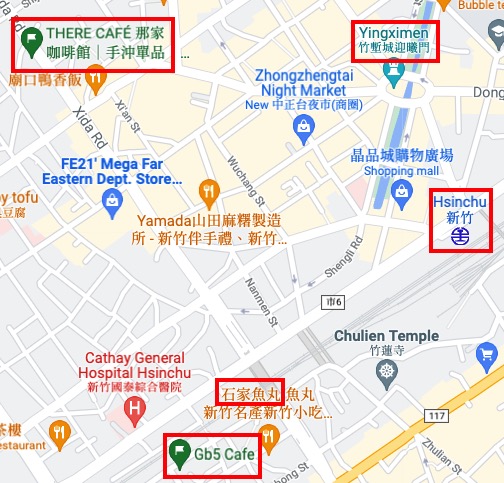 THERE CAFÉ 那家
咖啡館｜手沖單品
Yingximen
竹塹城迎曦門
Bubble te
廟口鴨香飯
Zhongzhengtai
Night Market
New 中正台夜市(商圈)
Dong
Xi'an St
Xida Rd
FE21' Mega Far
Eastern Dept. Store...
Wuchang St
晶品城購物廣場
Shopping mall
by tofu
臭豆腐
Yamada山田麻糬製造
所 - 新竹伴手禮、新竹...
Hsinchu
新竹
Shengli Rd
Nanmen St
市6
Chulien Temple
竹蓮寺
Cathay General
Hospital Hsinchu
新竹國泰綜合醫院
石家魚丸 魚丸
新竹名產新竹小吃...
117
茶樓
estaurant
Gb5 Cafe
Zhulian St